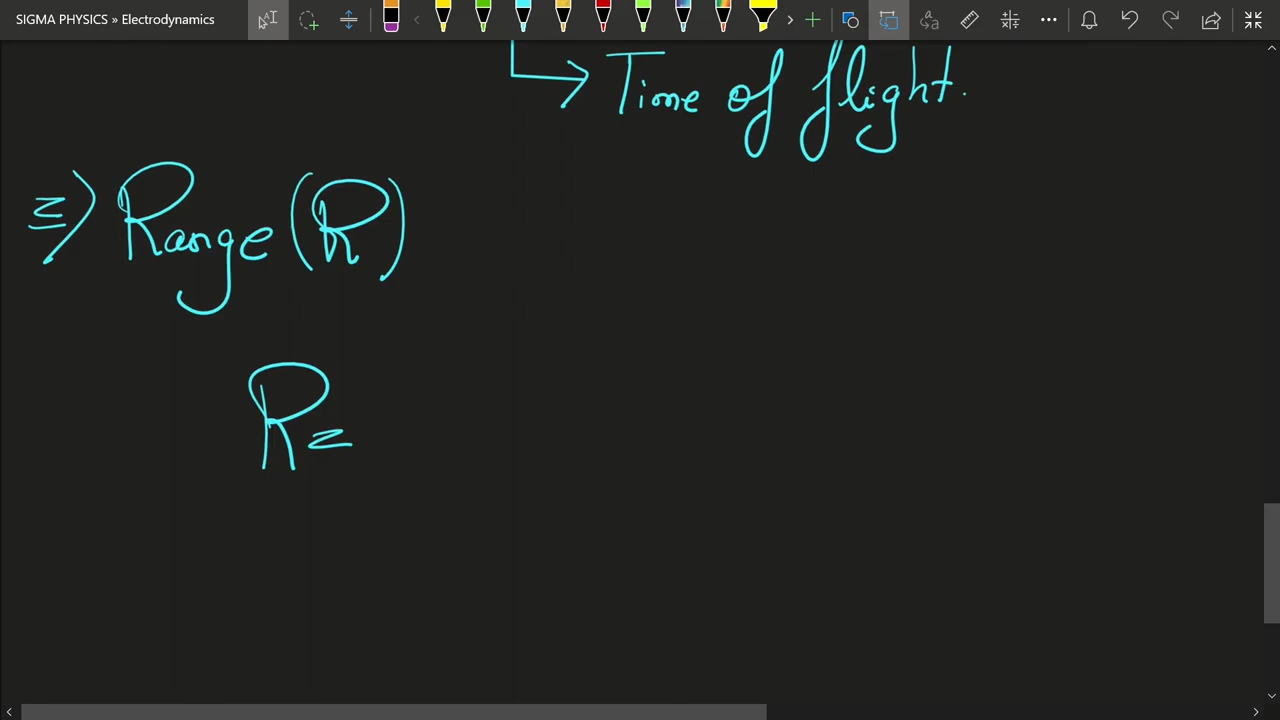 SIGMA PHYSICS » Electrodynamics
Time of flight.
⇒ Range (R)
R=